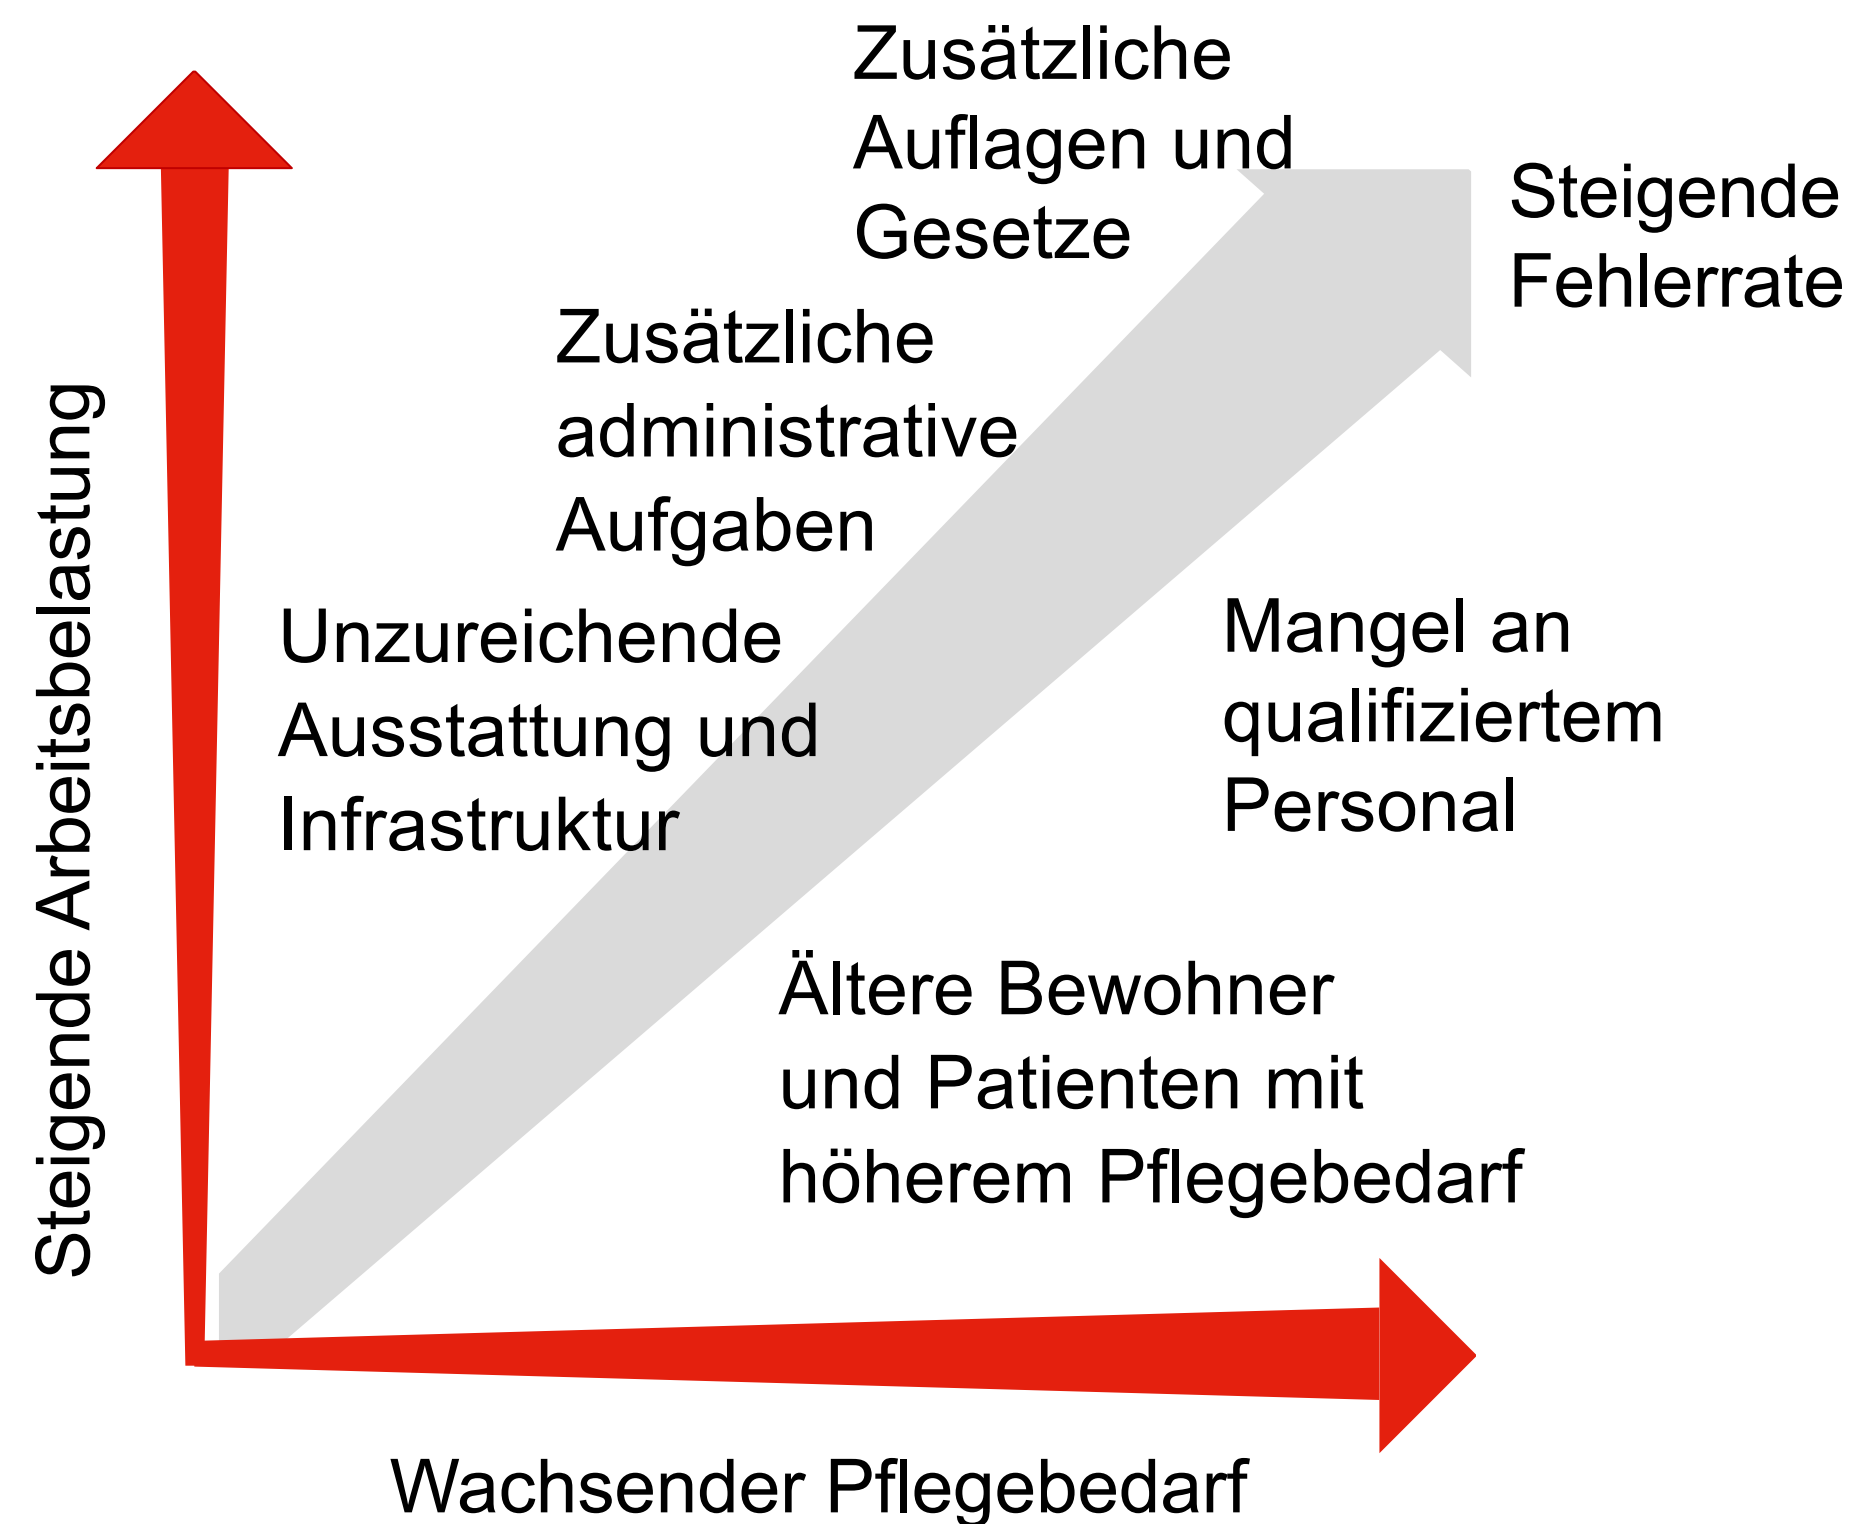 Zusätzliche
Auflagen und
Gesetze
Steigende
Fehlerrate
Zusätzliche
administrative
Aufgaben
Steigende Arbeitsbelastung
Unzureichende
Ausstattung und
Infrastruktur
Mangel an
qualifiziertem
Personal
Ältere Bewohner
und Patienten mit
höherem Pflegebedarf
Wachsender Pflegebedarf